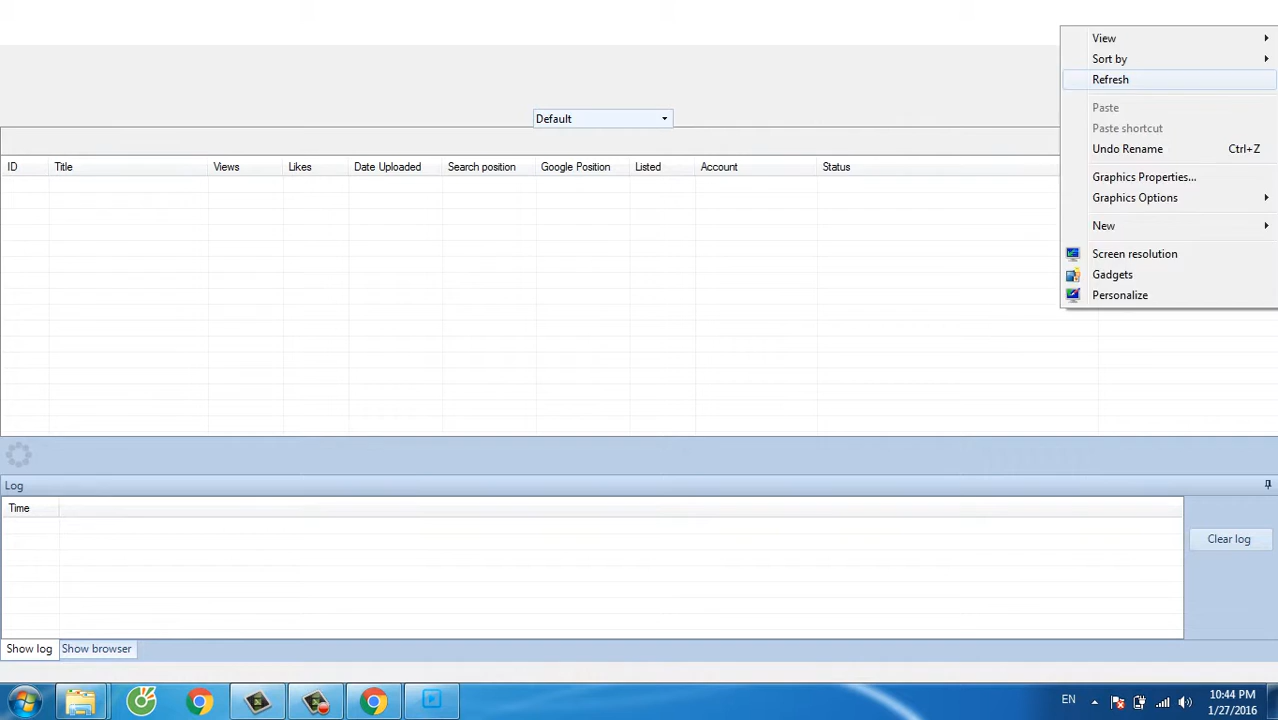 View
Sort by
Refresh
Paste
Paste shortcut
Undo Rename Ctrl+Z
Graphics Properties...
Graphics Options
New
Screen resolution
Gadgets
Personalize
Default
ID Title Views Likes Date Uploaded Search position Google Position Listed Account Status
Log
Time
Clear log
Show log Show browser
EN
10:44 PM
1/27/2016